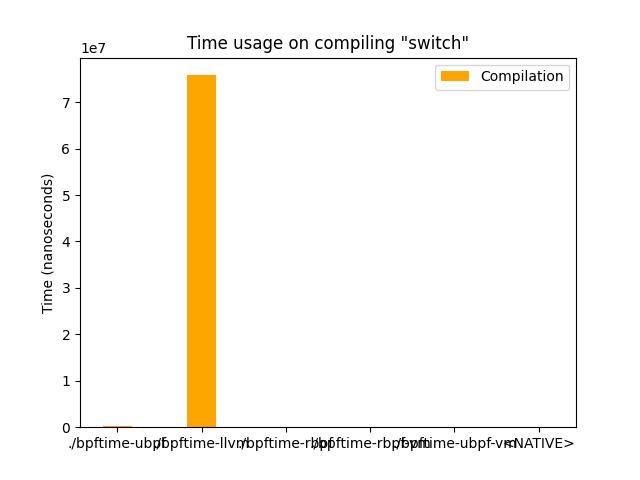 Time usage on compiling "switch"
1e7
Compilation
7
6
5
4
3
2
1
0
Time (nanoseconds)
./bpftime-ubpf
./bpftime-llvm
./bpftime-rbpf
./bpftime-rbpf-vm
./bpftime-ubpf-vm
<NATIVE>